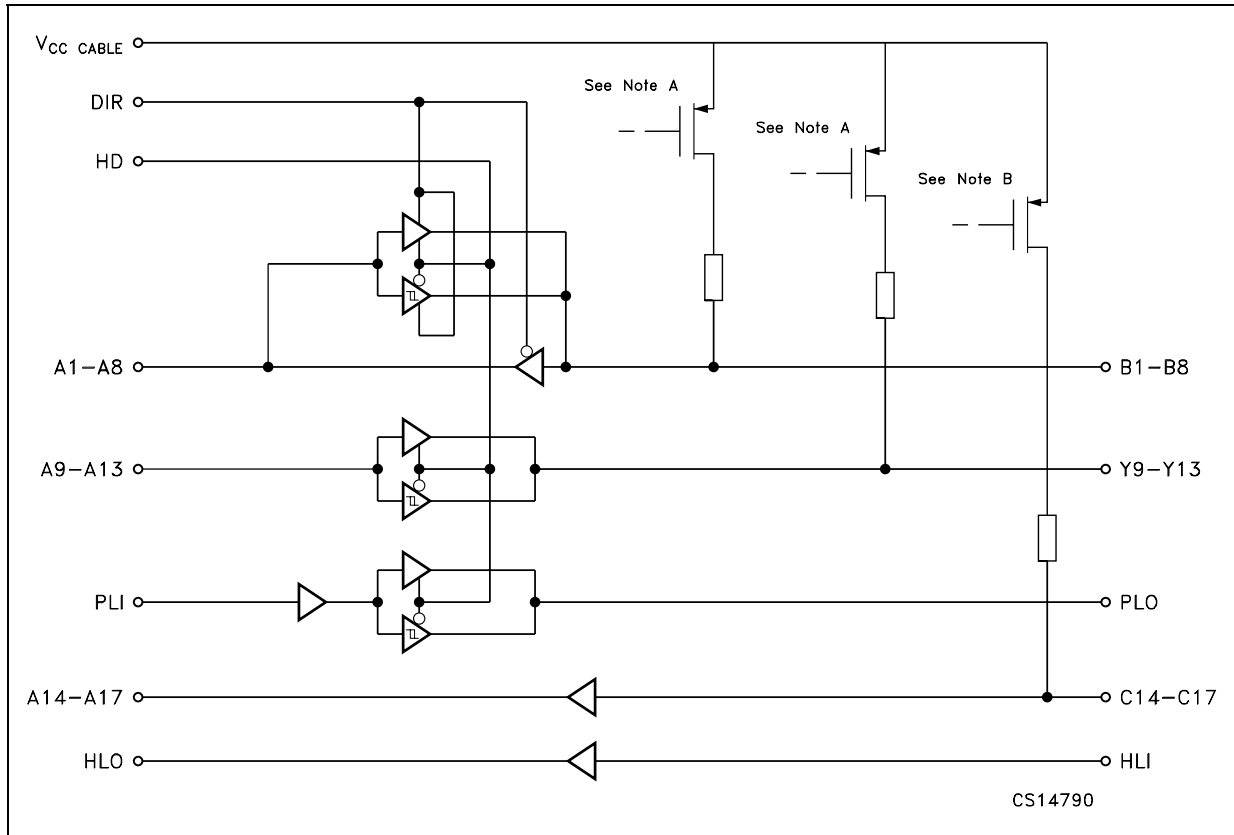 VCC CABLE
See Note A
DIR
See Note A
HD
See Note B
A1-A8
B1-B8
A9-A13
Y9-Y13
PLI
PLO
A14-A17
C14-C17
HLO
HLI
CS14790